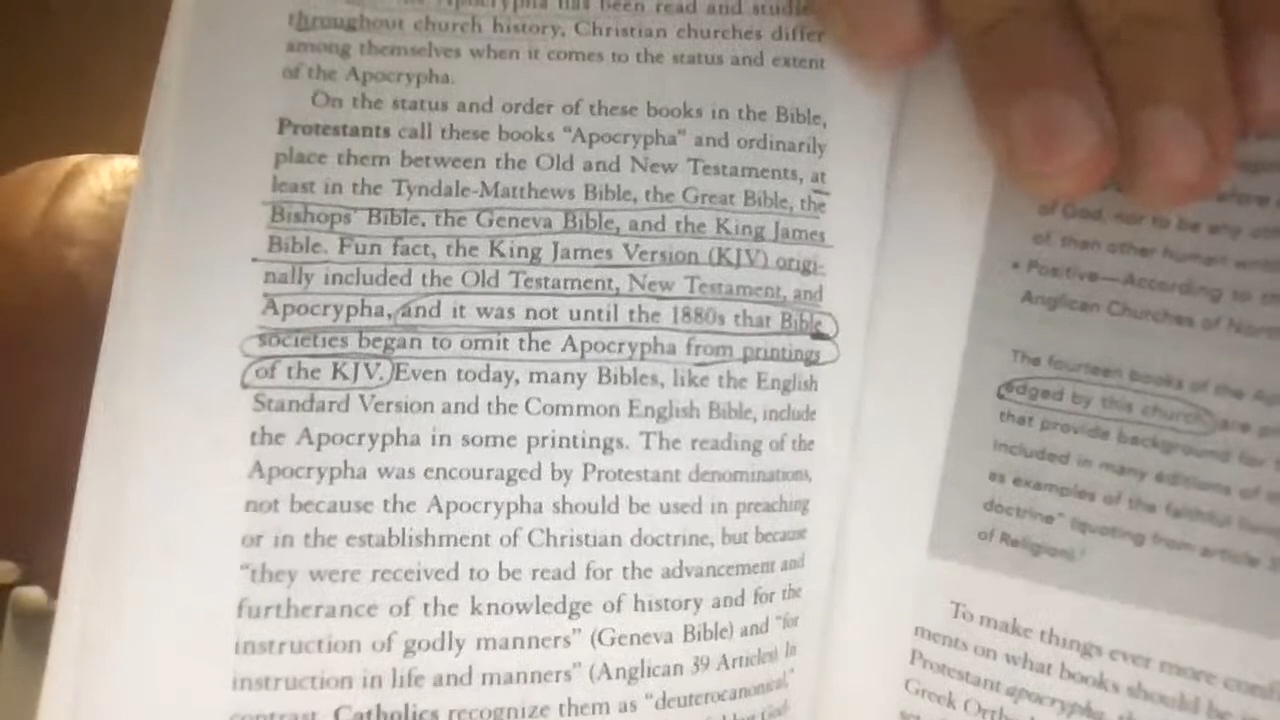 Apocrypha has been read and studie
throughout church history, Christian churches differ
among themselves when it comes to the status and extent
of the Apocrypha.
On the status and order of these books in the Bible,
Protestants call these books “Apocrypha” and ordinarily
place them between the Old and New Testaments, at
least in the Tyndale-Matthews Bible, the Great Bible, the
Bishops’ Bible, the Geneva Bible, and the King James
Bible. Fun fact, the King James Version (KJV) origi-
nally included the Old Testament, New Testament, and
Apocrypha, and it was not until the 1880s that Bible
societies began to omit the Apocrypha from printings
of the KJV. Even today, many Bibles, like the English
Standard Version and the Common English Bible, include
the Apocrypha in some printings. The reading of the
Apocrypha was encouraged by Protestant denominations,
not because the Apocrypha should be used in preaching
or in the establishment of Christian doctrine, but because
“they were received to be read for the advancement and
furtherance of the knowledge of history and for the
instruction of godly manners” (Geneva Bible) and “for
instruction in life and manners” (Anglican 39 Articles) In
contrast, Catholics recognize them as “deuterocanonical,”
of God, nor to be any
of, than other human
• Positive—According to
Anglican Churches of
The fourteen books of the
edged by this church are
that provide background for
included in many editions of
as examples of the faithful
doctrine” (quoting from article
of Religion).
To make things ever more
ments on what books should be
Protestant apocrypha,
Greek